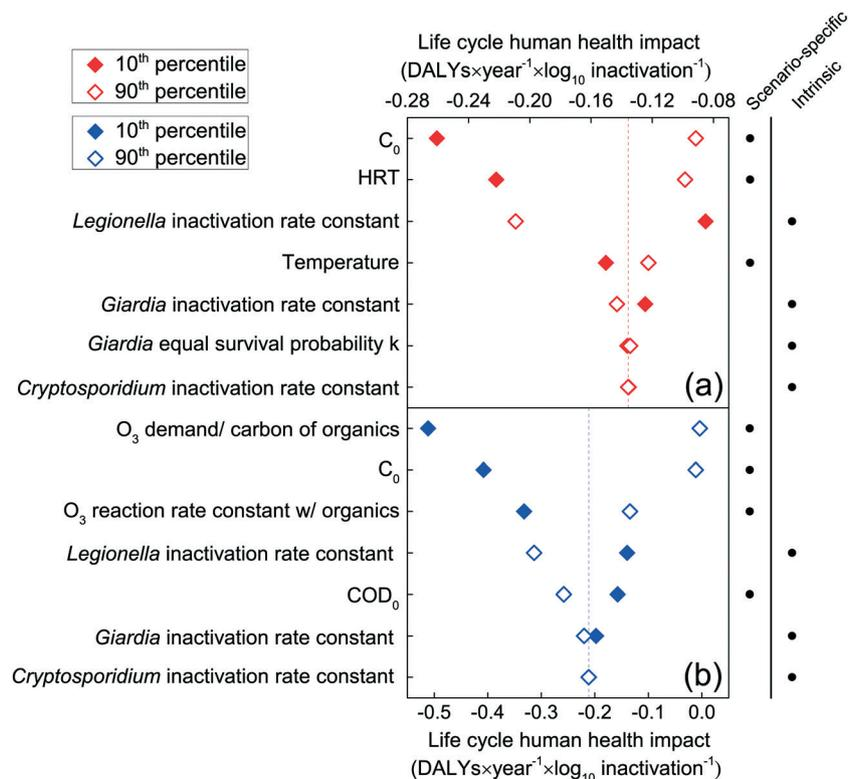 Life cycle human health impact
(DALYs×year⁻¹×log₁₀ inactivation⁻¹)
-0.28 -0.24 -0.20 -0.16 -0.12 -0.08
Scenario-specific
Intrinsic
10th percentile
90th percentile
10th percentile
90th percentile
C₀
HRT
Legionella inactivation rate constant
Temperature
Giardia inactivation rate constant
Giardia equal survival probability k
Cryptosporidium inactivation rate constant
(a)
O₃ demand/ carbon of organics
C₀
O₃ reaction rate constant w/ organics
Legionella inactivation rate constant
COD₀
Giardia inactivation rate constant
Cryptosporidium inactivation rate constant
(b)
-0.5 -0.4 -0.3 -0.2 -0.1 0.0
Life cycle human health impact
(DALYs×year⁻¹×log₁₀ inactivation⁻¹)